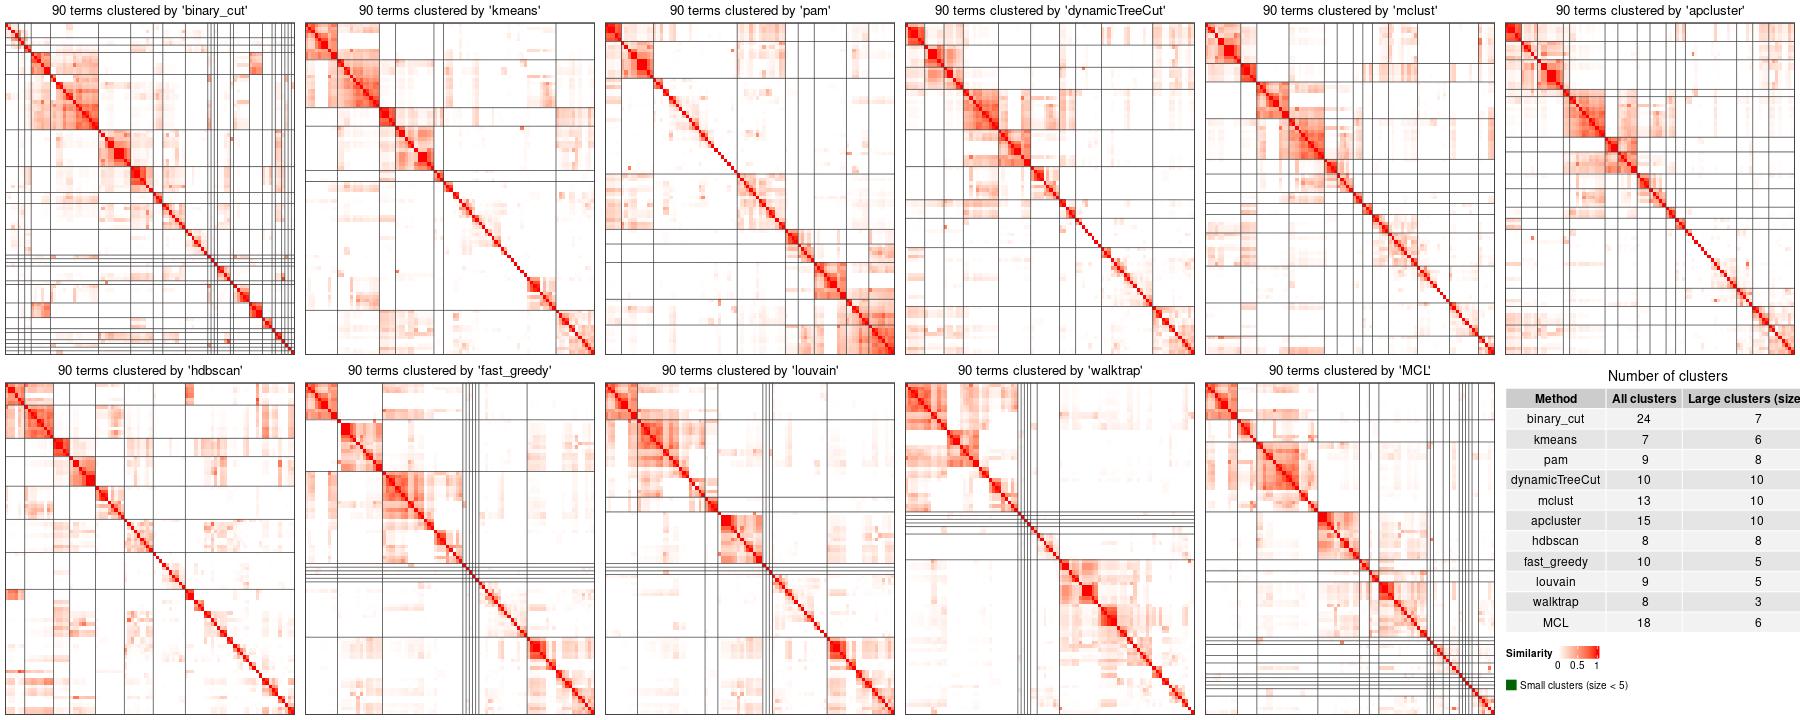 90 terms clustered by 'binary_cut'
90 terms clustered by 'kmeans'
90 terms clustered by 'pam'
90 terms clustered by 'dynamicTreeCut'
90 terms clustered by 'mclust'
90 terms clustered by 'apcluster'
90 terms clustered by 'hdbscan'
90 terms clustered by 'fast_greedy'
90 terms clustered by 'louvain'
90 terms clustered by 'walktrap'
90 terms clustered by 'MCL'
Number of clusters
Method All clusters Large clusters (size
binary_cut 24 7
kmeans 7 6
pam 9 8
dynamicTreeCut 10 10
mclust 13 10
apcluster 15 10
hdbscan 8 8
fast_greedy 10 5
louvain 9 5
walktrap 8 3
MCL 18 6
Similarity
0 0.5 1
Small clusters (size < 5)